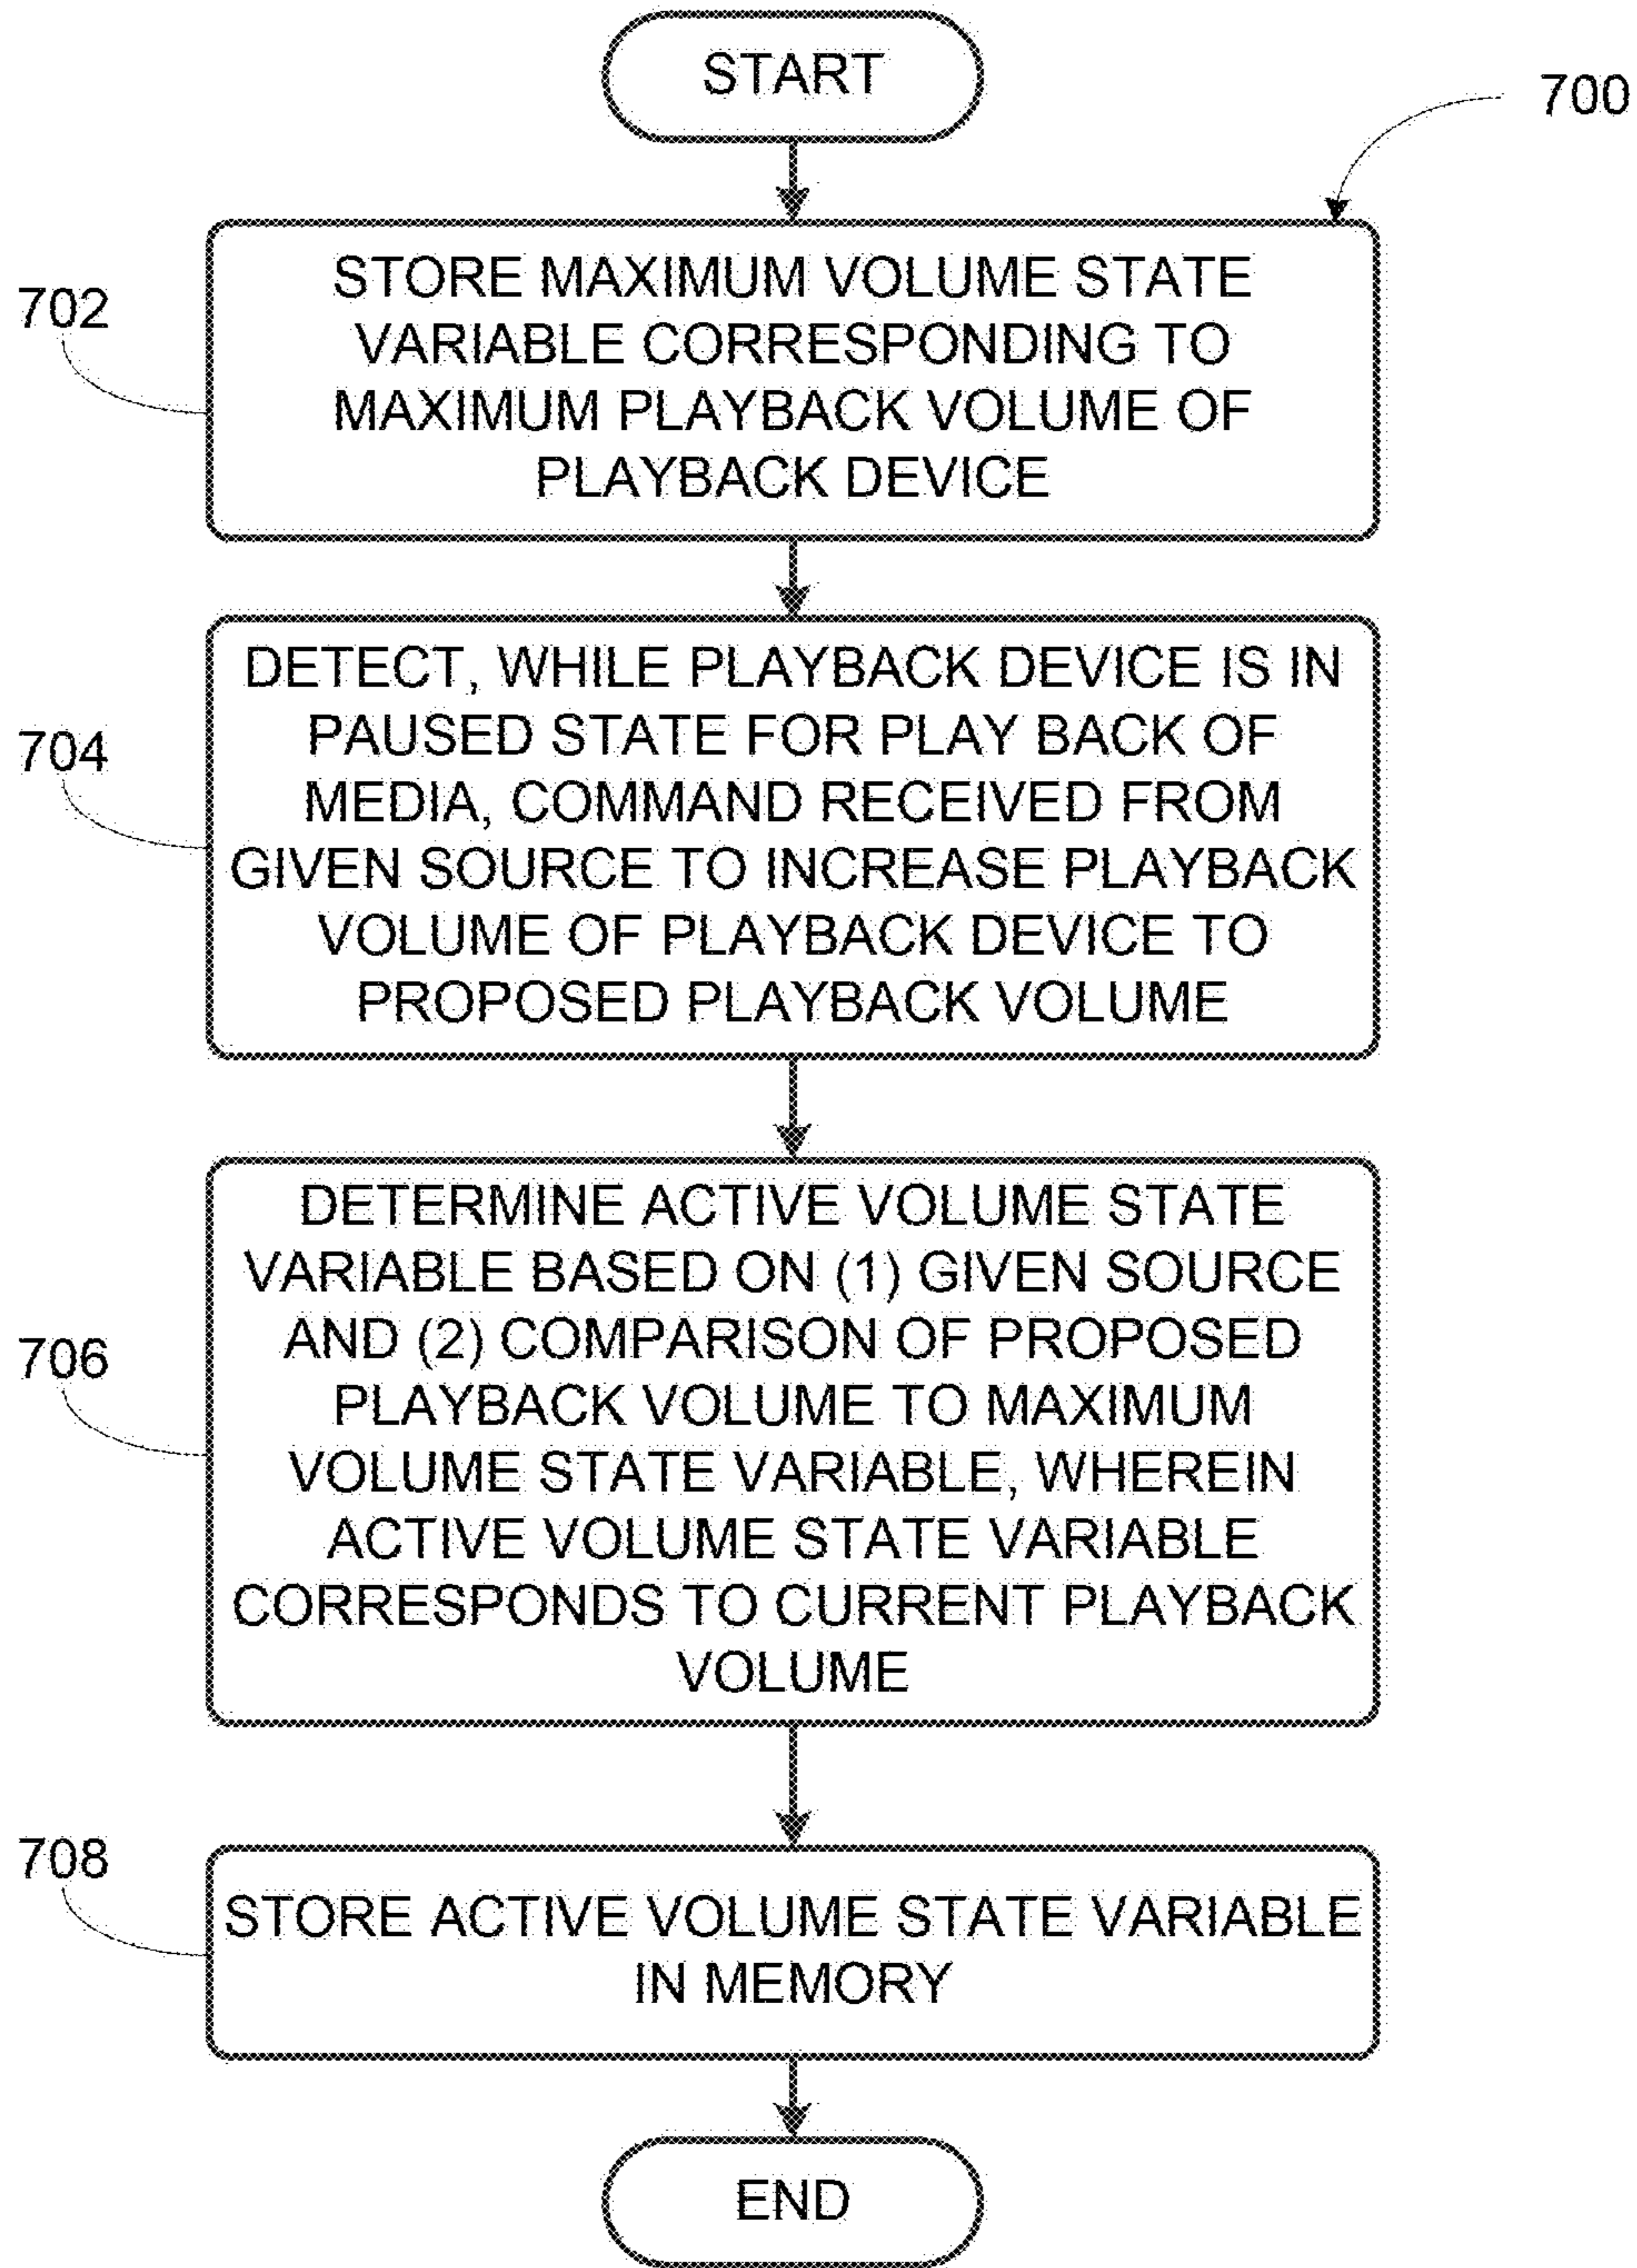 START
700
702
STORE MAXIMUM VOLUME STATE
VARIABLE CORRESPONDING TO
MAXIMUM PLAYBACK VOLUME OF
PLAYBACK DEVICE
704
DETECT, WHILE PLAYBACK DEVICE IS IN
PAUSED STATE FOR PLAY BACK OF
MEDIA, COMMAND RECEIVED FROM
GIVEN SOURCE TO INCREASE PLAYBACK
VOLUME OF PLAYBACK DEVICE TO
PROPOSED PLAYBACK VOLUME
706
DETERMINE ACTIVE VOLUME STATE
VARIABLE BASED ON (1) GIVEN SOURCE
AND (2) COMPARISON OF PROPOSED
PLAYBACK VOLUME TO MAXIMUM
VOLUME STATE VARIABLE, WHEREIN
ACTIVE VOLUME STATE VARIABLE
CORRESPONDS TO CURRENT PLAYBACK
VOLUME
708
STORE ACTIVE VOLUME STATE VARIABLE
IN MEMORY
END